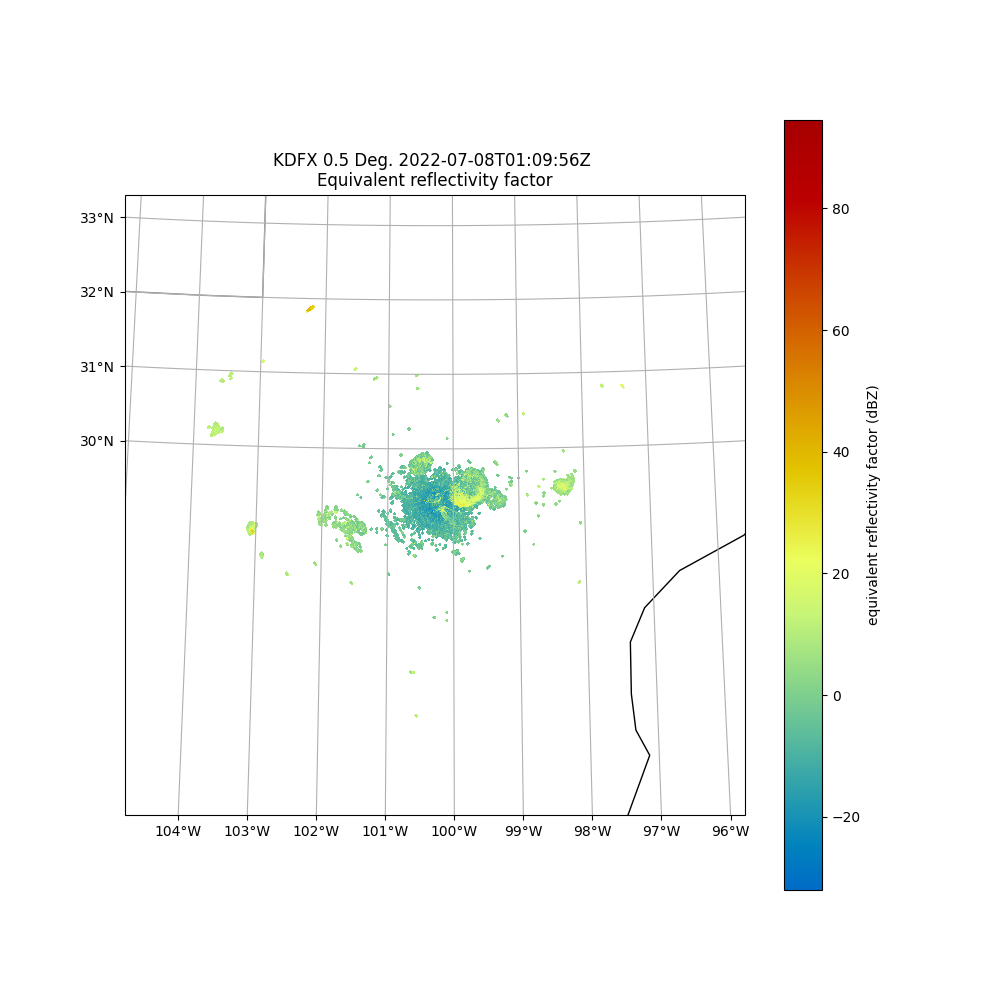 KDFX 0.5 Deg. 2022-07-08T01:09:56Z
Equivalent reflectivity factor
33°N
32°N
31°N
30°N
104°W
103°W
102°W
101°W
100°W
99°W
98°W
97°W
96°W
80
60
40
20
0
−20
equivalent reflectivity factor (dBZ)